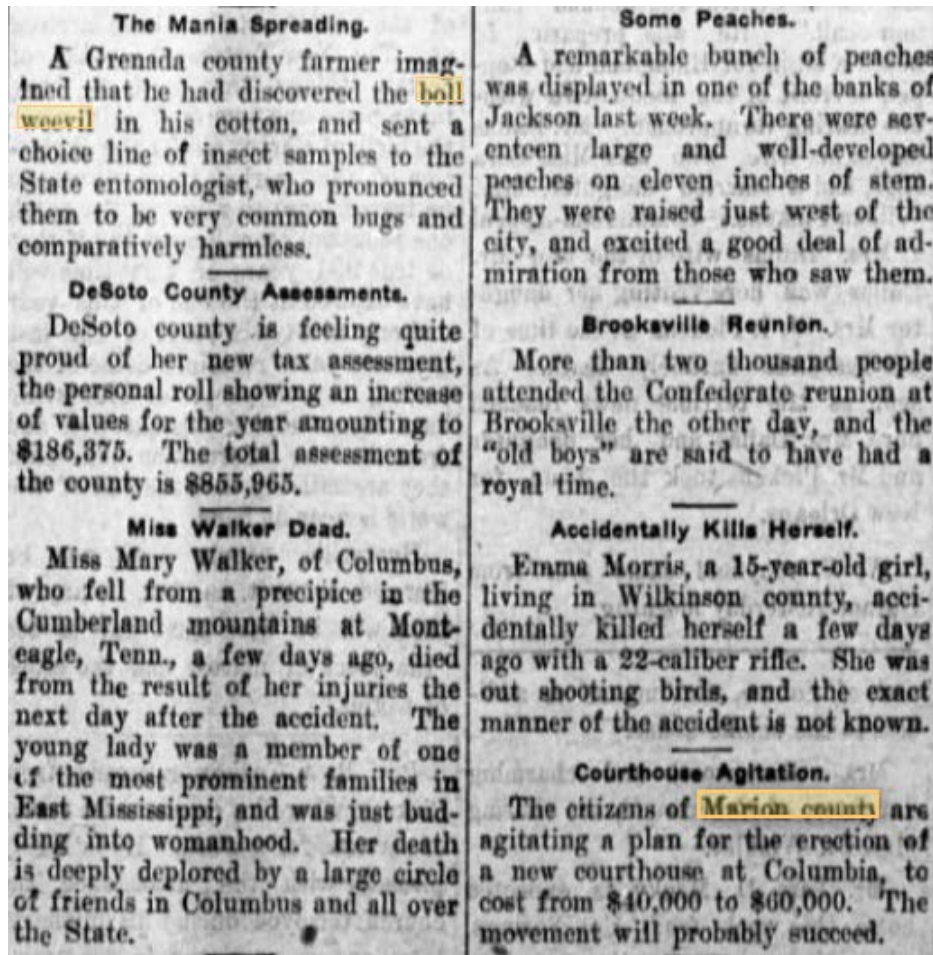 The Mania Spreading.
A Grenada county farmer imag-
ined that he had discovered the boll
weevil in his cotton, and sent a
choice line of insect samples to the
State entomologist, who pronounced
them to be very common bugs and
comparatively harmless.
DeSoto County Assessments.
DeSoto county is feeling quite
proud of her new tax assessment,
the personal roll showing an increase
of values for the year amounting to
$186,375. The total assessment of
the county is $855,965.
Miss Walker Dead.
Miss Mary Walker, of Columbus,
who fell from a precipice in the
Cumberland mountains at Mont-
eagle, Tenn., a few days ago, died
from the result of her injuries the
next day after the accident. The
young lady was a member of one
of the most prominent families in
East Mississippi, and was just bud-
ding into womanhood. Her death
is deeply deplored by a large circle
of friends in Columbus and all over
the State.
Some Peaches.
A remarkable bunch of peaches
was displayed in one of the banks of
Jackson last week. There were sev-
enteen large and well-developed
peaches on eleven inches of stem.
They were raised just west of the
city, and excited a good deal of ad-
miration from those who saw them.
Brooksville Reunion.
More than two thousand people
attended the Confederate reunion at
Brooksville the other day, and the
"old boys" are said to have had a
royal time.
Accidentally Kills Herself.
Emma Morris, a 15-year-old girl,
living in Wilkinson county, acci-
dentally killed herself a few days
ago with a 22-caliber rifle. She was
out shooting birds, and the exact
manner of the accident is not known.
Courthouse Agitation.
The citizens of Marion county are
agitating a plan for the erection of
a new courthouse at Columbia, to
cost from $40,000 to $60,000. The
movement will probably succeed.